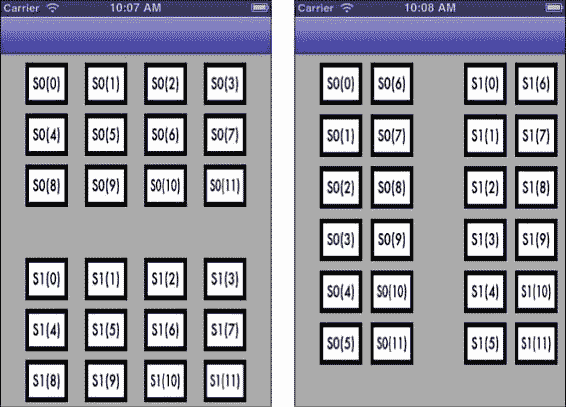 Carrier 10:07 AM
S0(0) S0(1) S0(2) S0(3)
S0(4) S0(5) S0(6) S0(7)
S0(8) S0(9) S0(10) S0(11)
S1(0) S1(1) S1(2) S1(3)
S1(4) S1(5) S1(6) S1(7)
S1(8) S1(9) S1(10) S1(11)
Carrier 10:08 AM
S0(0) S0(6) S1(0) S1(6)
S0(1) S0(7) S1(1) S1(7)
S0(2) S0(8) S1(2) S1(8)
S0(3) S0(9) S1(3) S1(9)
S0(4) S0(10) S1(4) S1(10)
S0(5) S0(11) S1(5) S1(11)